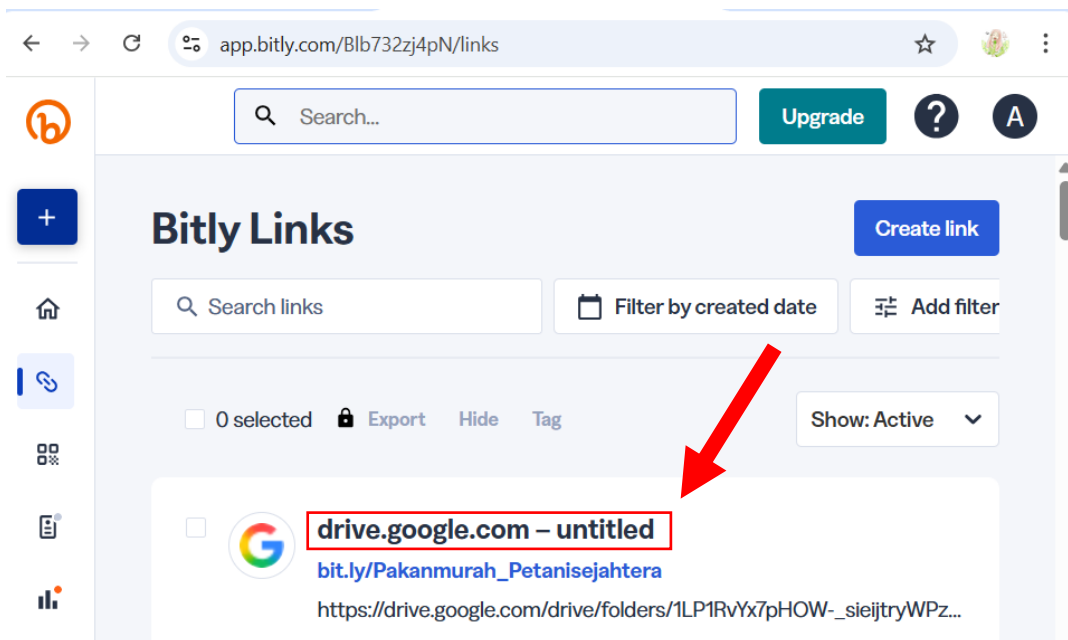 app.bitly.com/Blb732zj4pN/links
Search...
Upgrade
?
A
+
Bitly Links
Create link
Search links
Filter by created date
Add filter
0 selected
Export
Hide
Tag
Show: Active
drive.google.com – untitled
bit.ly/Pakanmurah_Petanisejahtera
https://drive.google.com/drive/folders/1LP1RvYx7pHOW-_sieijtryWPz...